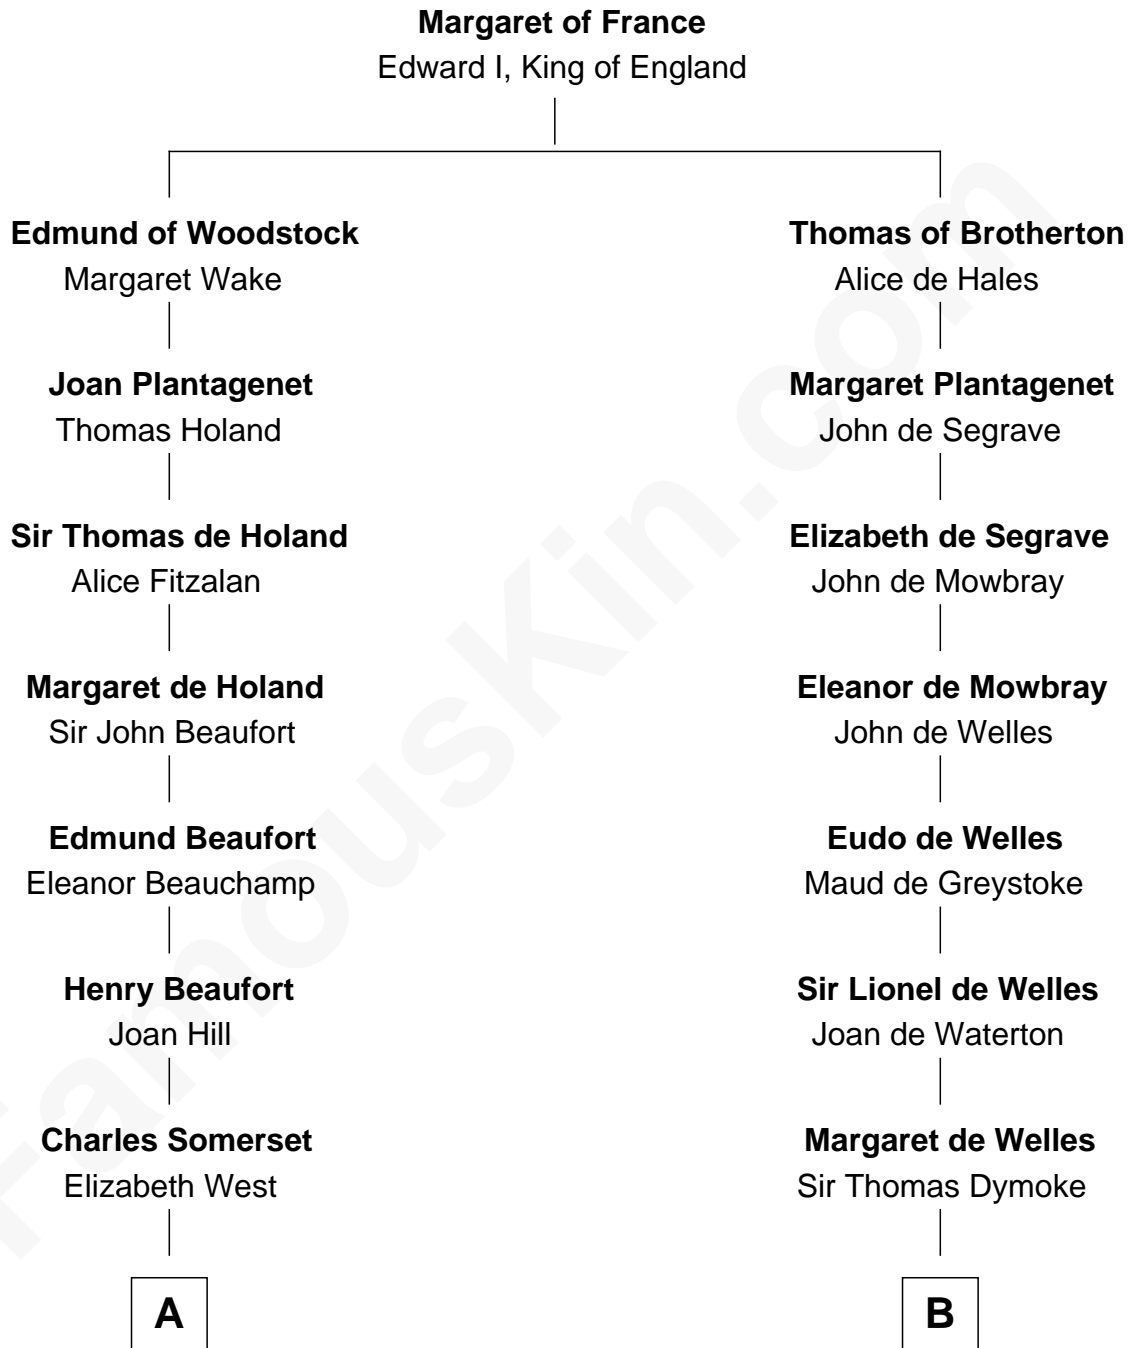 Margaret of France
Edward I, King of England
Edmund of Woodstock
Margaret Wake
Joan Plantagenet
Thomas Holand
Sir Thomas de Holand
Alice Fitzalan
Margaret de Holand
Sir John Beaufort
Edmund Beaufort
Eleanor Beauchamp
Henry Beaufort
Joan Hill
Charles Somerset
Elizabeth West
A
Thomas of Brotherton
Alice de Hales
Margaret Plantagenet
John de Segrave
Elizabeth de Segrave
John de Mowbray
Eleanor de Mowbray
John de Welles
Eudo de Welles
Maud de Greystoke
Sir Lionel de Welles
Joan de Waterton
Margaret de Welles
Sir Thomas Dymoke
B
FamousKin.com